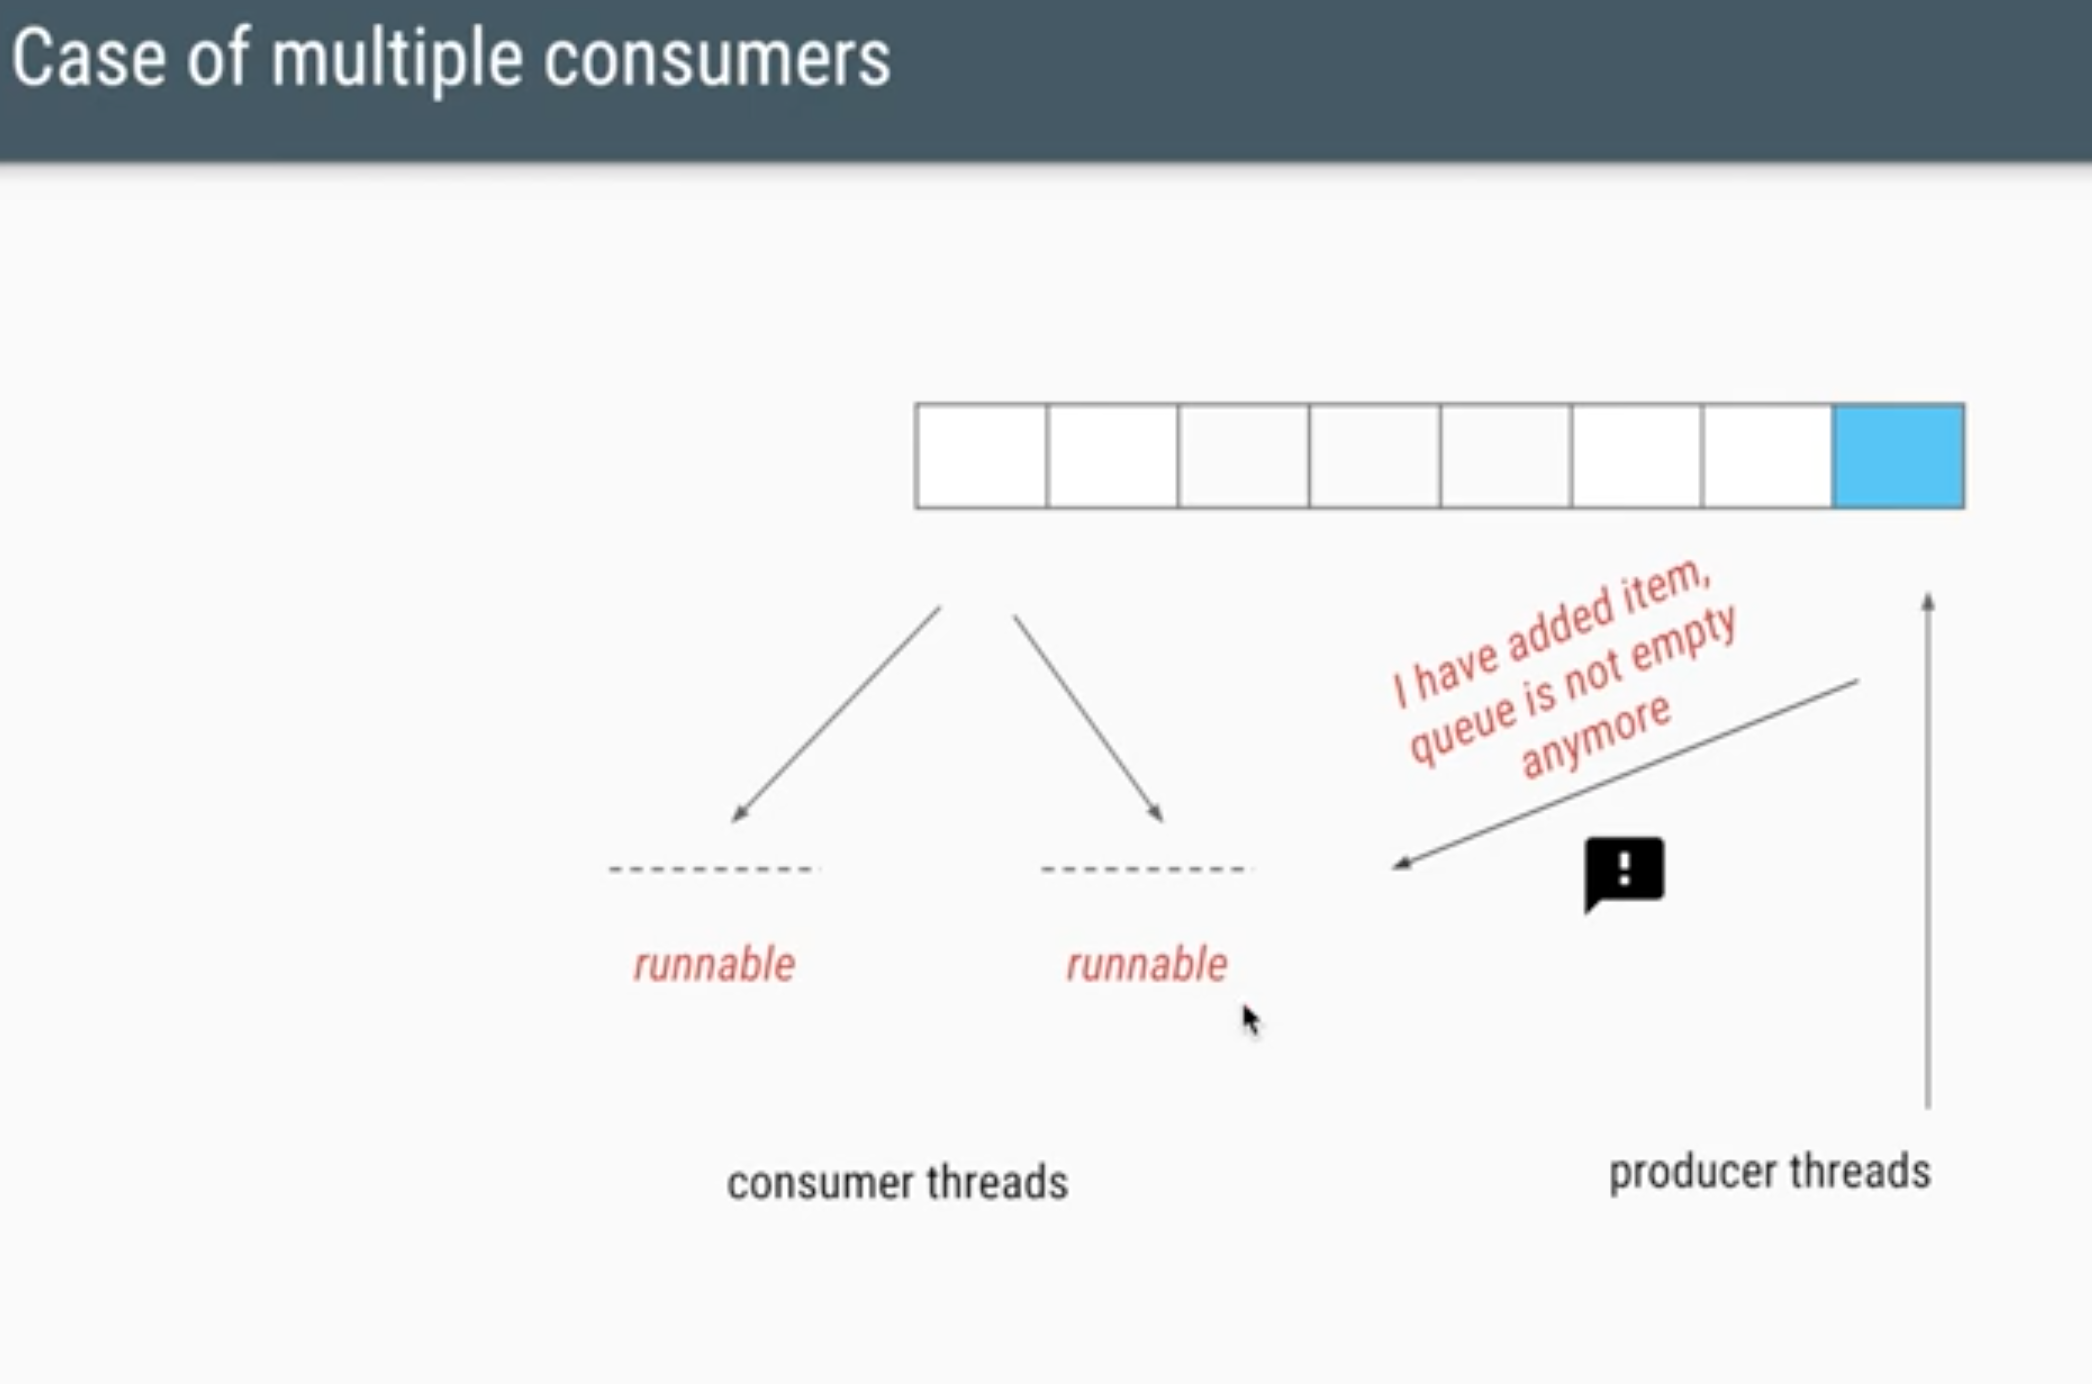 Case of multiple consumers
I have added item,
queue is not empty
anymore
!
runnable
runnable
consumer threads
producer threads